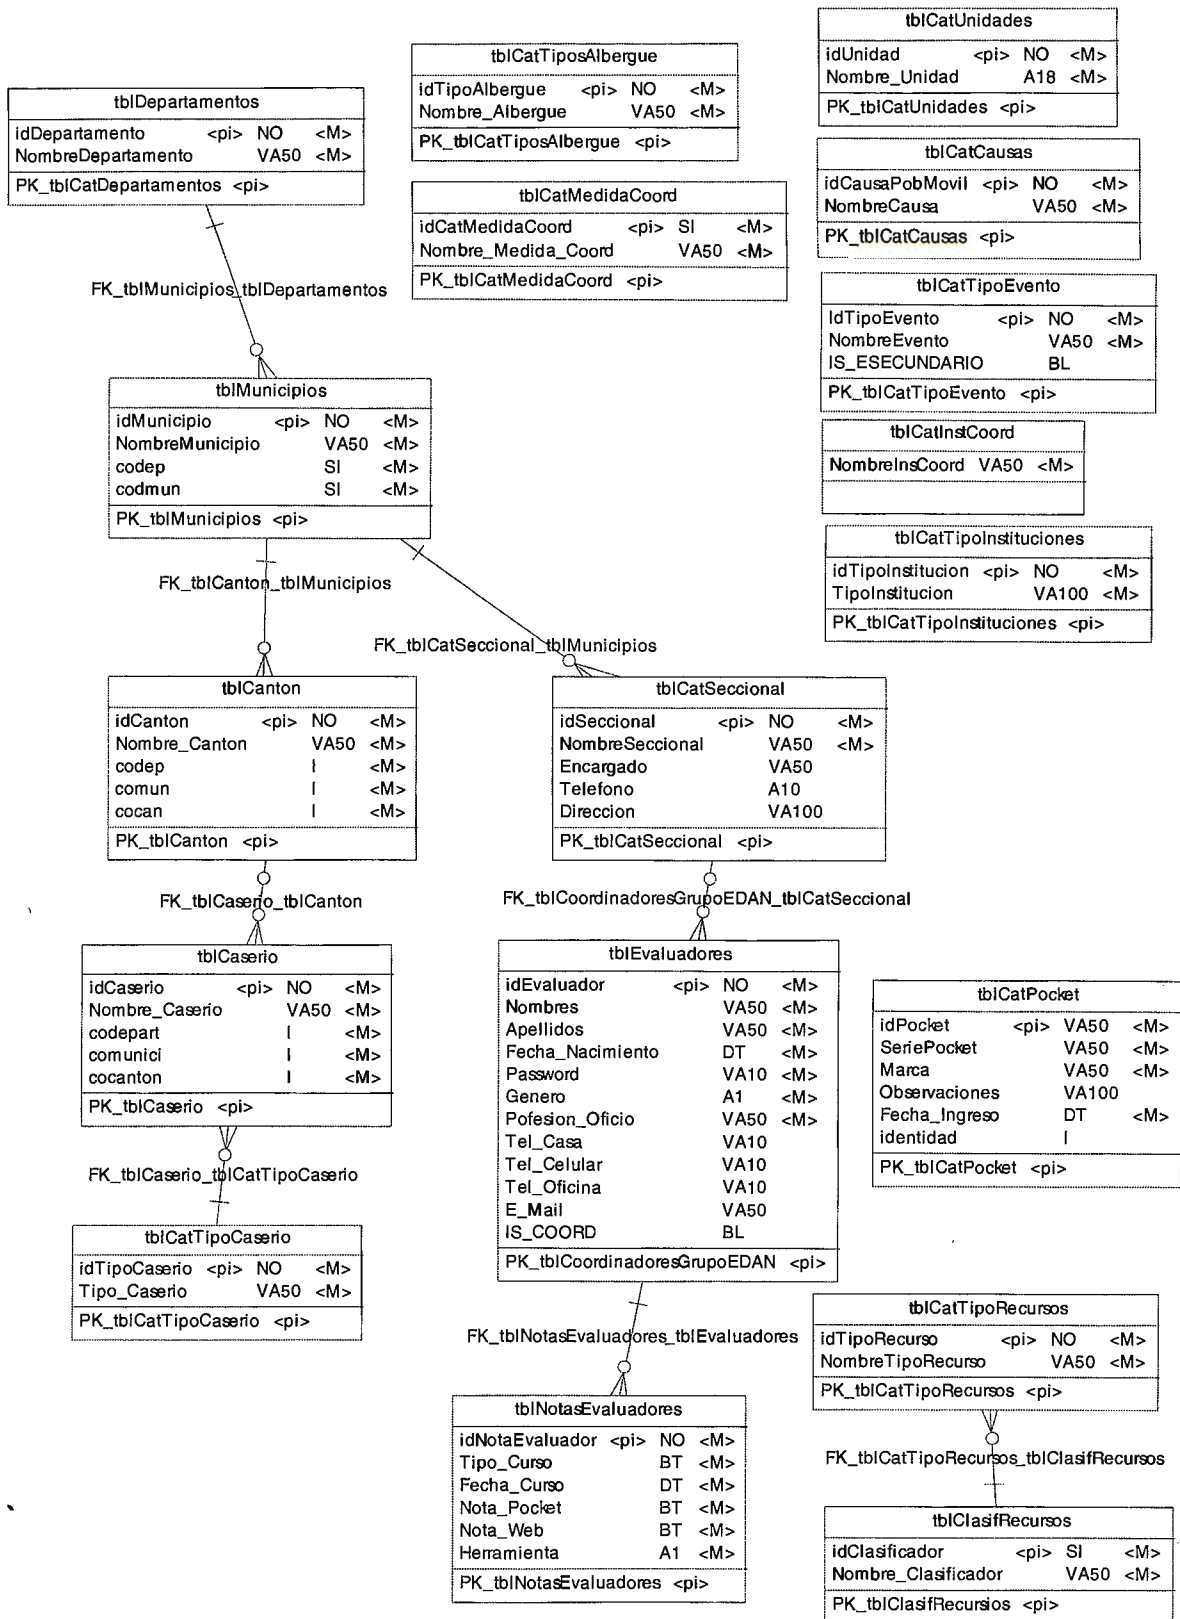 tblDepartamentos
idDepartamento <pi> NO <M>
NombreDepartamento VA50 <M>
PK_tblCatDepartamentos <pi>
tblCatTiposAlbergue
idTipoAlbergue <pi> NO <M>
Nombre_Albergue VA50 <M>
PK_tblCatTiposAlbergue <pi>
tblCatMedidaCoord
idCatMedidaCoord <pi> SI <M>
Nombre_Medida_Coord VA50 <M>
PK_tblCatMedidaCoord <pi>
tblCatUnidades
idUnidad <pi> NO <M>
Nombre_Unidad A18 <M>
PK_tblCatUnidades <pi>
tblCatCausas
idCausaPobMovil <pi> NO <M>
NombreCausa VA50 <M>
PK_tblCatCausas <pi>
tblCatTipoEvento
IdTipoEvento <pi> NO <M>
NombreEvento VA50 <M>
IS_ESECUNDARIO BL
PK_tblCatTipoEvento <pi>
tblCatInstCoord
NombreInsCoord VA50 <M>
tblCatTipoInstituciones
idTipoInstitucion <pi> NO <M>
TipoInstitucion VA100 <M>
PK_tblCatTipoInstituciones <pi>
FK_tblMunicipios_tblDepartamentos
tblMunicipios
idMunicipio <pi> NO <M>
NombreMunicipio VA50 <M>
codep SI <M>
codmun SI <M>
PK_tblMunicipios <pi>
FK_tblCanton_tblMunicipios
FK_tblCatSeccional_tblMunicipios
tblCanton
idCanton <pi> NO <M>
Nombre_Canton VA50 <M>
codep I <M>
comun I <M>
cocan I <M>
PK_tblCanton <pi>
tblCatSeccional
idSeccional <pi> NO <M>
NombreSeccional VA50 <M>
Encargado VA50
Telefono A10
Direccion VA100
PK_tblCatSeccional <pi>
FK_tblCaserio_tblCanton
FK_tblCoordinadoresGrupoEDAN_tblCatSeccional
tblCaserio
idCaserio <pi> NO <M>
Nombre_Caserio VA50 <M>
codepart I <M>
comunici I <M>
cocanton I <M>
PK_tblCaserio <pi>
FK_tblCaserio_tblCatTipoCaserio
tblCatTipoCaserio
idTipoCaserio <pi> NO <M>
Tipo_Caserio VA50 <M>
PK_tblCatTipoCaserio <pi>
tblEvaluadores
idEvaluador <pi> NO <M>
Nombres VA50 <M>
Apellidos VA50 <M>
Fecha_Nacimiento DT <M>
Password VA10 <M>
Genero A1 <M>
Pofesion_Oficio VA50 <M>
Tel_Casa VA10
Tel_Celular VA10
Tel_Oficina VA10
E_Mail VA50
IS_COORD BL
PK_tblCoordinadoresGrupoEDAN <pi>
tblCatPocket
idPocket <pi> VA50 <M>
SeriePocket VA50 <M>
Marca VA50 <M>
Observaciones VA100
Fecha_Ingreso DT <M>
identidad I
PK_tblCatPocket <pi>
FK_tblNotasEvaluadores_tblEvaluadores
tblNotasEvaluadores
idNotaEvaluador <pi> NO <M>
Tipo_Curso BT <M>
Fecha_Curso DT <M>
Nota_Pocket BT <M>
Nota_Web BT <M>
Herramienta A1 <M>
PK_tblNotasEvaluadores <pi>
tblCatTipoRecursos
idTipoRecurso <pi> NO <M>
NombreTipoRecurso VA50 <M>
PK_tblCatTipoRecursos <pi>
FK_tblCatTipoRecursos_tblClasifRecursos
tblClasifRecursos
idClasificador <pi> SI <M>
Nombre_Clasificador VA50 <M>
PK_tblClasifRecursos <pi>